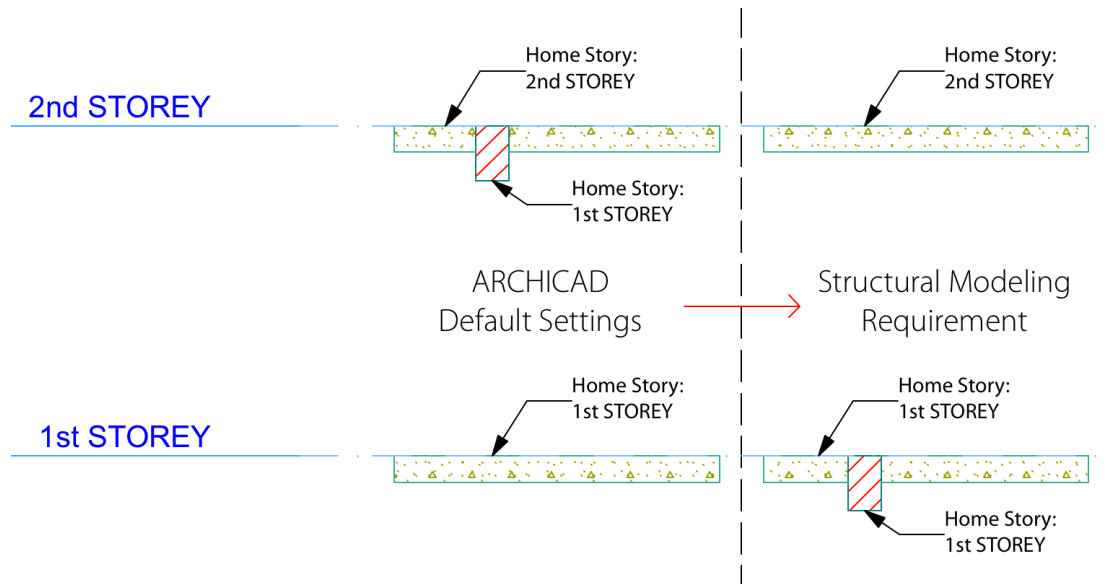 Home Story:
2nd STOREY
Home Story:
2nd STOREY
2nd STOREY
Home Story:
1st STOREY
ARCHICAD
Default Settings
Structural Modeling
Requirement
Home Story:
1st STOREY
Home Story:
1st STOREY
1st STOREY
Home Story:
1st STOREY